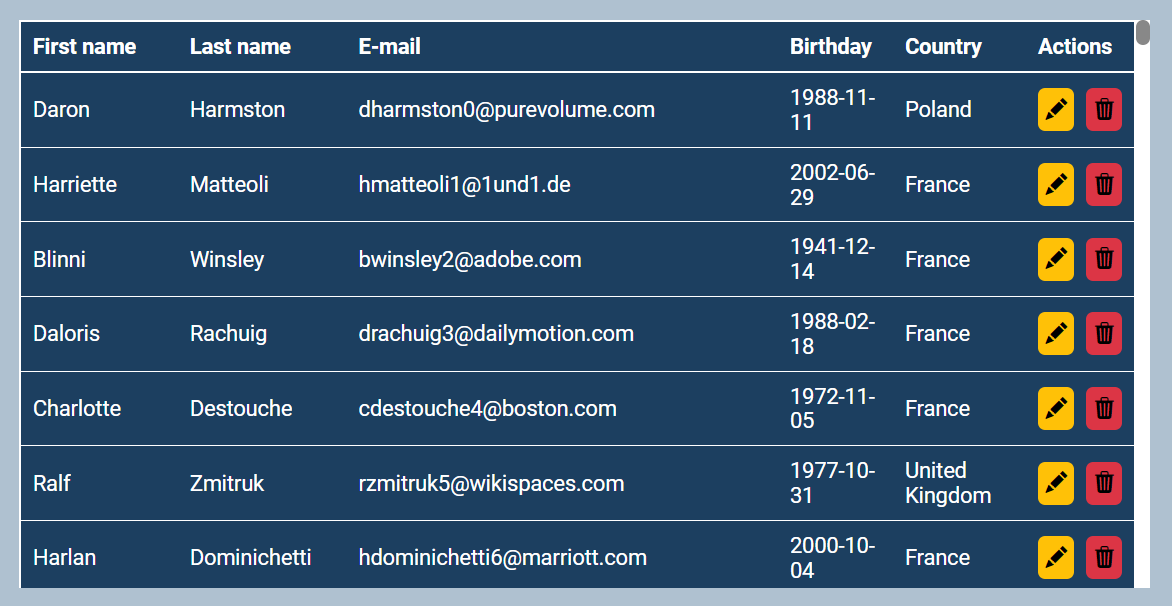 First name Last name E-mail Birthday Country Actions
Daron Harmston dharmston0@purevolume.com 1988-11-
11 Poland
Harriette Matteoli hmatteoli1@1und1.de 2002-06-
29 France
Blinni Winsley bwinsley2@adobe.com 1941-12-
14 France
Daloris Rachuig drachuig3@dailymotion.com 1988-02-
18 France
Charlotte Destouche cdestouche4@boston.com 1972-11-
05 France
Ralf Zmitruk rzmitruk5@wikispaces.com 1977-10-
31 United
Kingdom
Harlan Dominichetti hdominichetti6@marriott.com 2000-10-
04 France